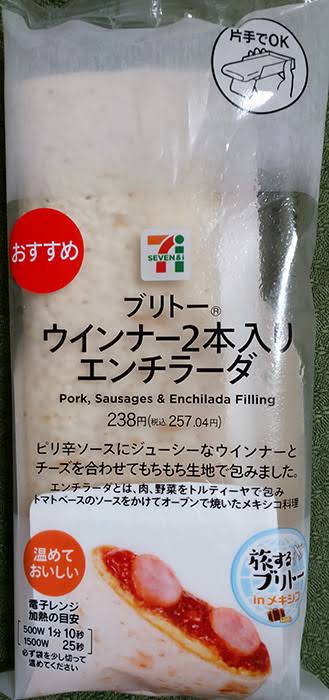 片手でOK
おすすめ
7i
SEVEN&i
ブリトー®
ウインナー2本入り
エンチラーダ
Pork, Sausages & Enchilada Filling
238円(税込 257.04円)
ピリ辛ソースにジューシーなウインナーと
チーズを合わせてもちもち生地で包みました。
エンチラーダとは、肉、野菜をトルティーヤで包み
トマトベースのソースをかけてオーブンで焼いたメキシコ料理
温めて
おいしい
電子レンジ
加熱の目安
500W 1分10秒
1500W 25秒
必ず袋を少し切って
温めてください
旅する
ブリトー
inメキシコ